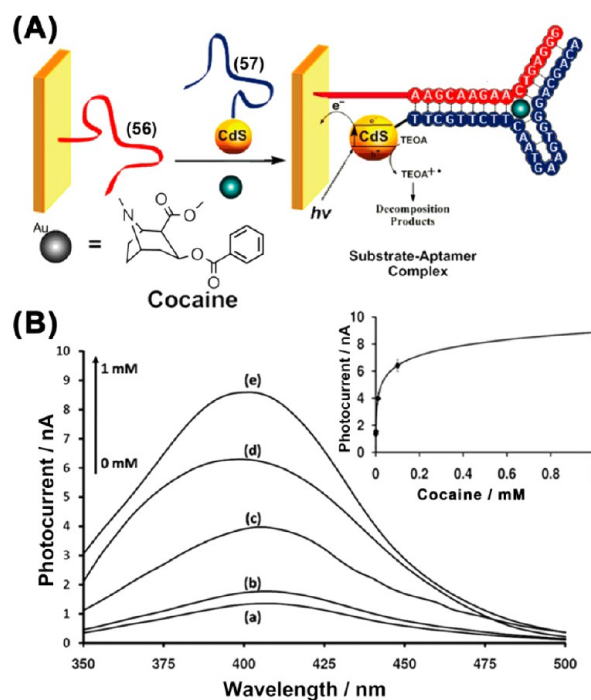 (A)
(57)
(56)
CdS
Au
=
N
O
O
O
O
Cocaine
AAGCAAGAAC
TTCGTTCTT
e⁻
e⁻
CdS
h⁺
TEOA
TEOA⁺•
hν
Decomposition
Products
Substrate-Aptamer
Complex
(B)
Photocurrent / nA
10
9
8
7
6
5
4
3
2
1
0
1 mM
0 mM
(e)
(d)
(c)
(b)
(a)
350
375
400
425
450
475
500
Wavelength / nm
Photocurrent / nA
10
8
6
4
2
0
0
0.2
0.4
0.6
0.8
Cocaine / mM